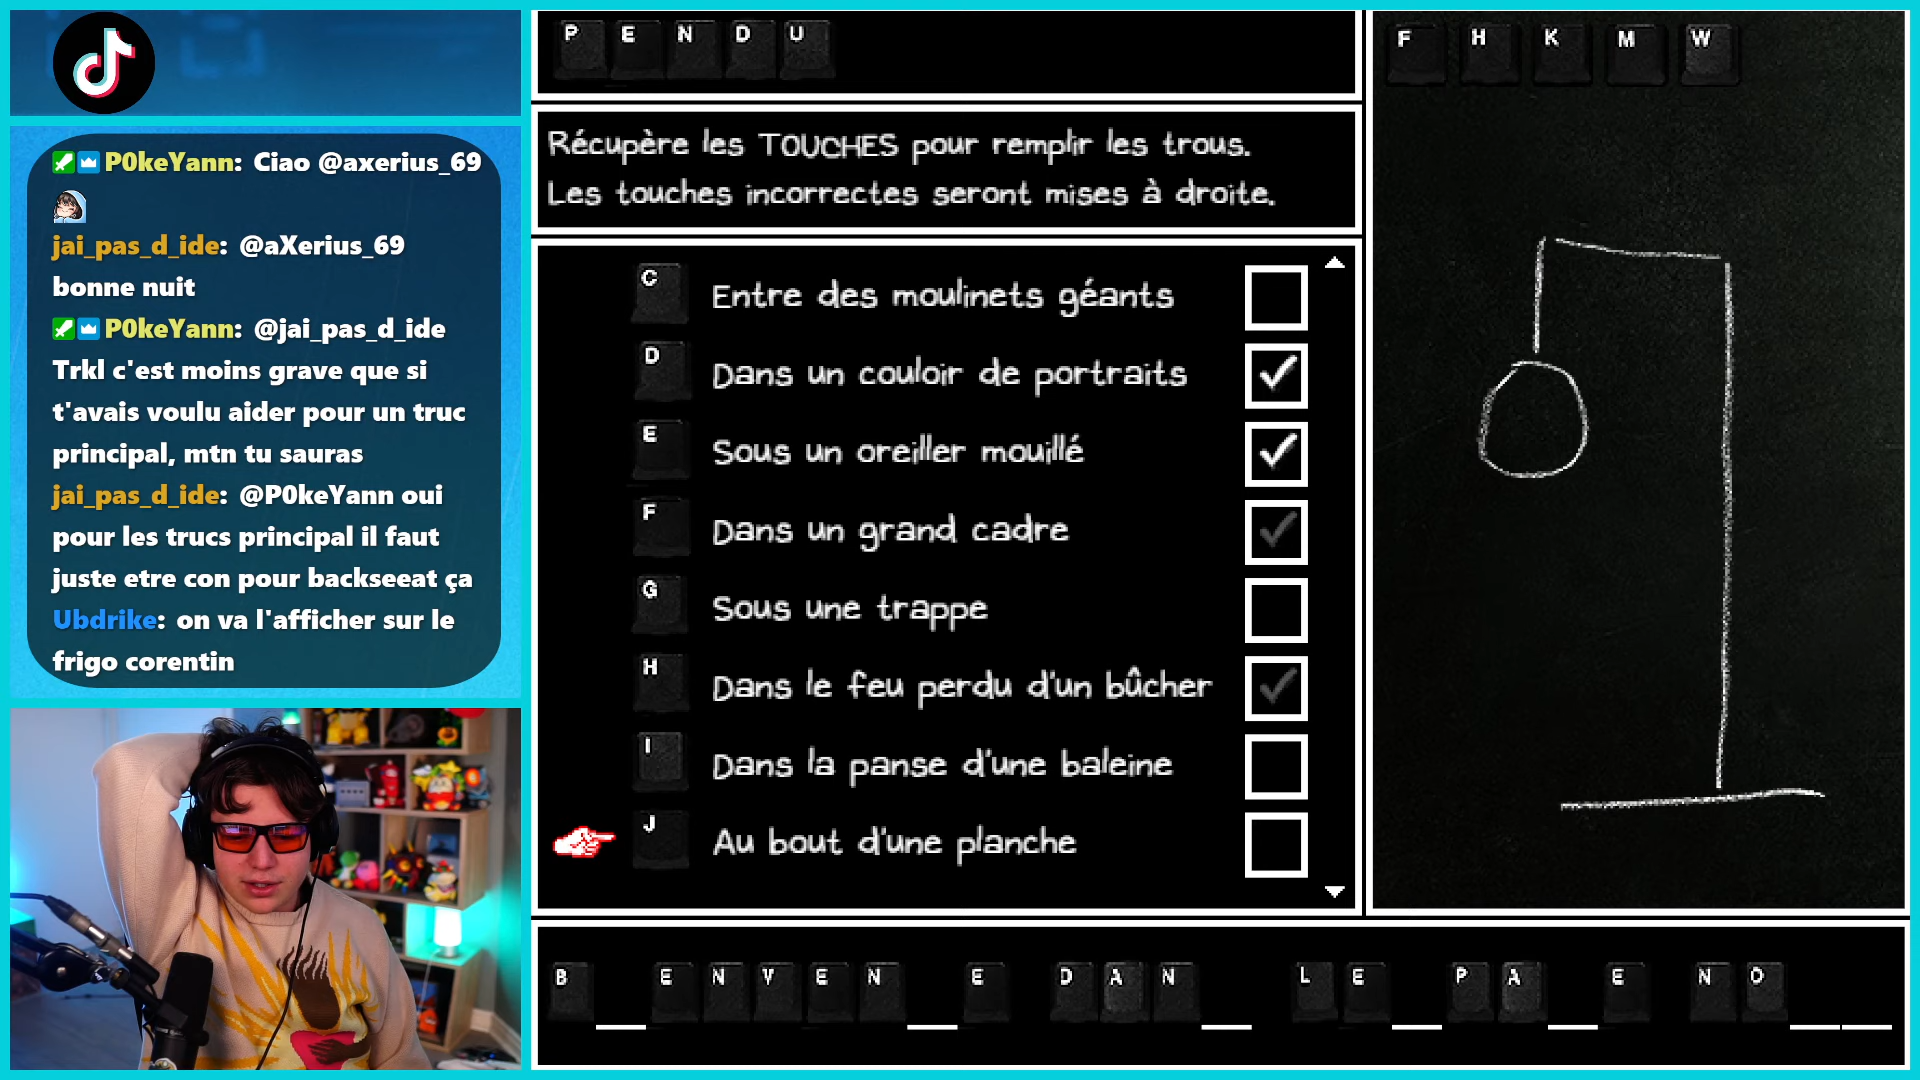 P0keYann: Ciao @axerius_69
jai_pas_d_ide: @aXerius_69
bonne nuit
P0keYann: @jai_pas_d_ide
Trkl c'est moins grave que si
t'avais voulu aider pour un truc
principal, mtn tu sauras
jai_pas_d_ide: @P0keYann oui
pour les trucs principal il faut
juste etre con pour backseeat ça
Ubdrike: on va l'afficher sur le
frigo corentin
P E N D U
Récupère les TOUCHES pour remplir les trous.
Les touches incorrectes seront mises à droite.
C Entre des moulinets géants
D Dans un couloir de portraits
E Sous un oreiller mouillé
F Dans un grand cadre
G Sous une trappe
H Dans le feu perdu d'un bûcher
I Dans la panse d'une baleine
J Au bout d'une planche
F H K M W
B _ E N V E N _ E D A N _ L E _ P A _ E N O _ _